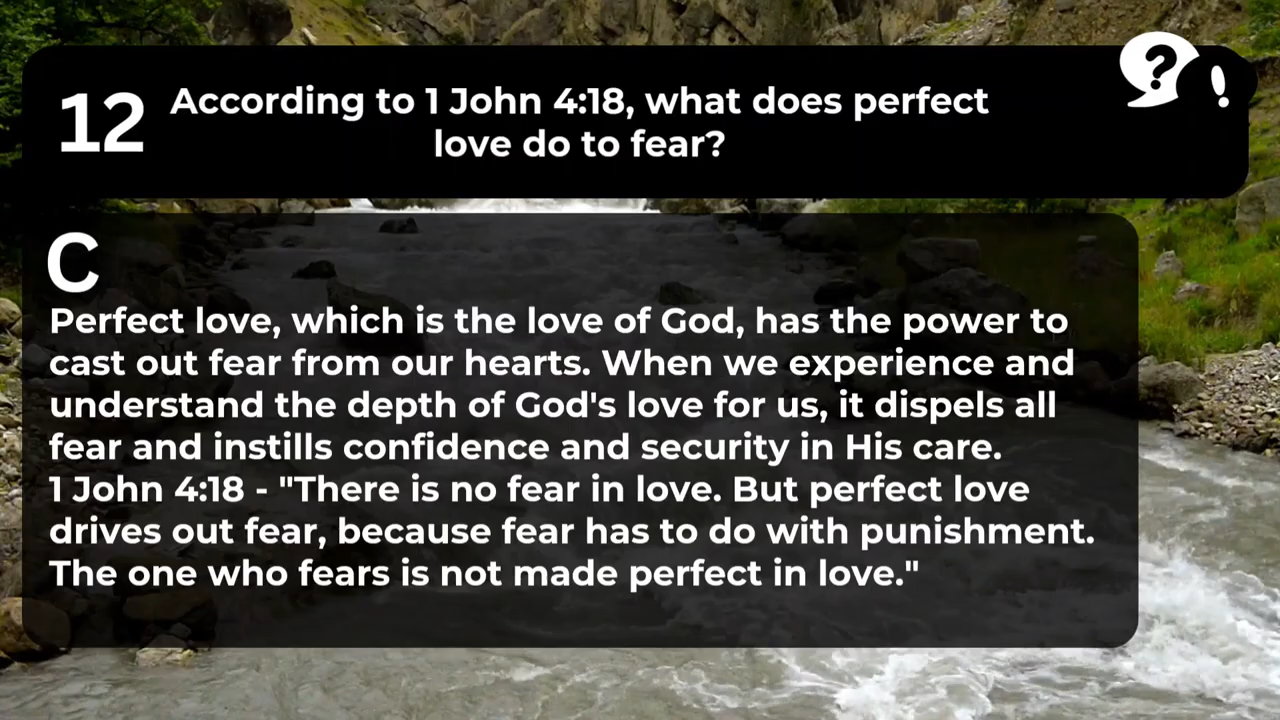 12
According to 1 John 4:18, what does perfect
love do to fear?
?
!
C
Perfect love, which is the love of God, has the power to
cast out fear from our hearts. When we experience and
understand the depth of God's love for us, it dispels all
fear and instills confidence and security in His care.
1 John 4:18 - "There is no fear in love. But perfect love
drives out fear, because fear has to do with punishment.
The one who fears is not made perfect in love."